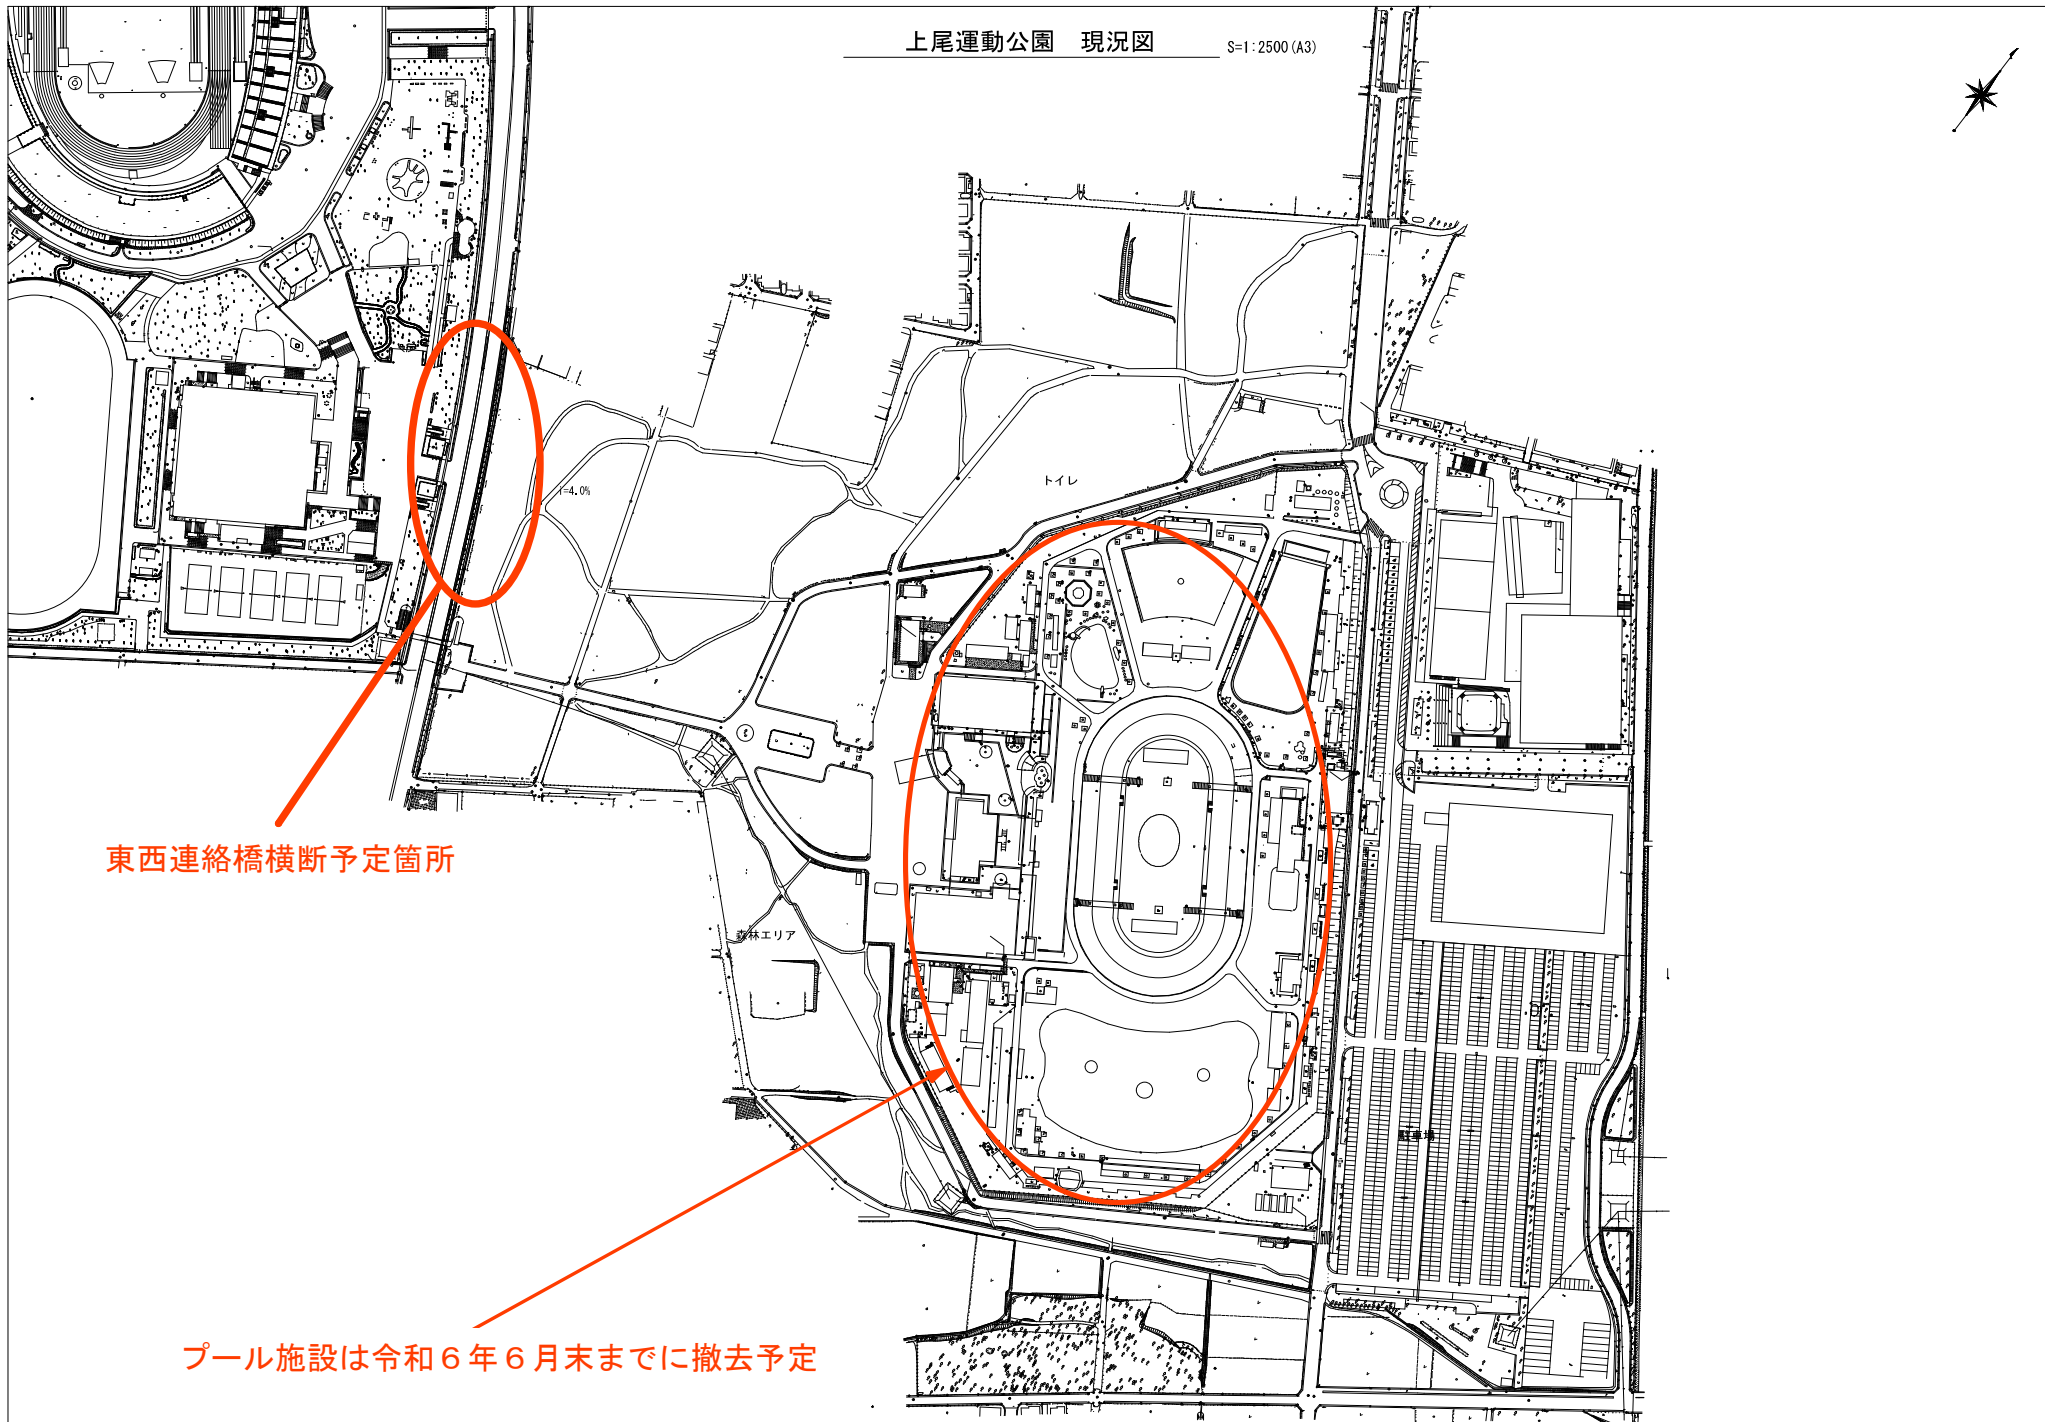 上尾運動公園　現況図
S=1:2500(A3)
トイレ
i=4.0%
東西連絡橋横断予定箇所
森林エリア
駐車場
プール施設は令和６年６月末までに撤去予定